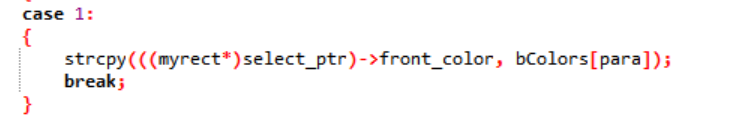 case 1:
{
strcpy(((myrect*)select_ptr)->front_color, bColors[para]);
break;
}